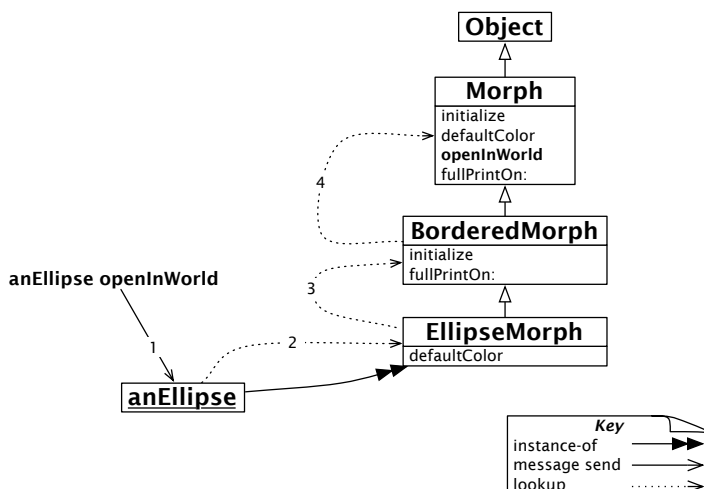 Object
Morph
initialize
defaultColor
openInWorld
fullPrintOn:
4
BorderedMorph
initialize
fullPrintOn:
anEllipse openInWorld
3
EllipseMorph
defaultColor
1
2
anEllipse
Key
instance-of
message send
lookup